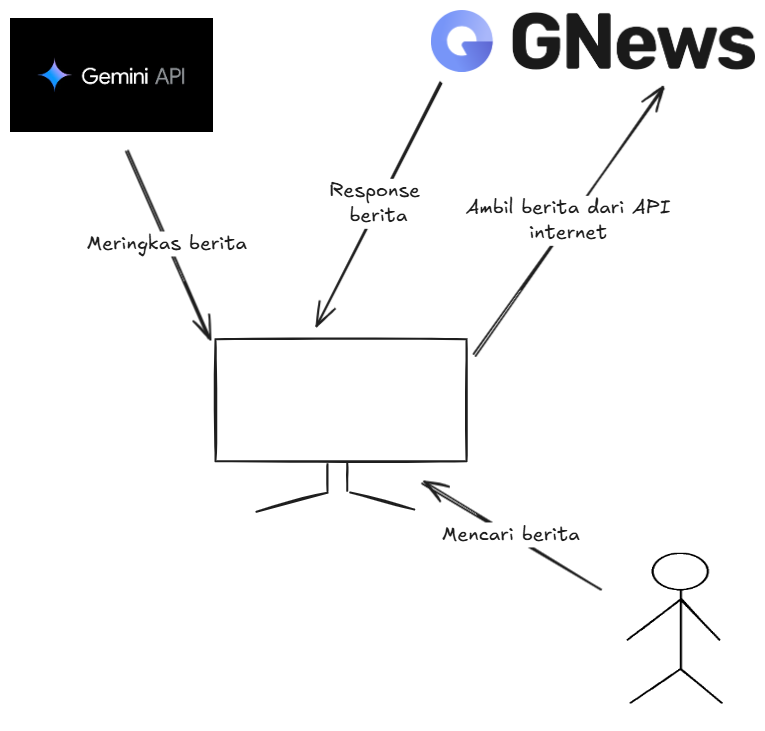 Gemini API
GNews
Response
berita
Ambil berita dari API
internet
Meringkas berita
Mencari berita